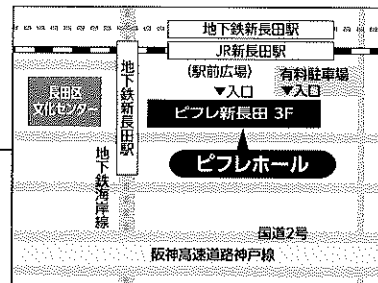 地下鉄新長田駅
JR新長田駅
地下鉄新長田駅
(駅前広場)
有料駐車場
▼入口
▼入口
長田区
文化センター
ピフレ新長田 3F
ピフレホール
地下鉄海岸線
国道2号
阪神高速道路神戸線